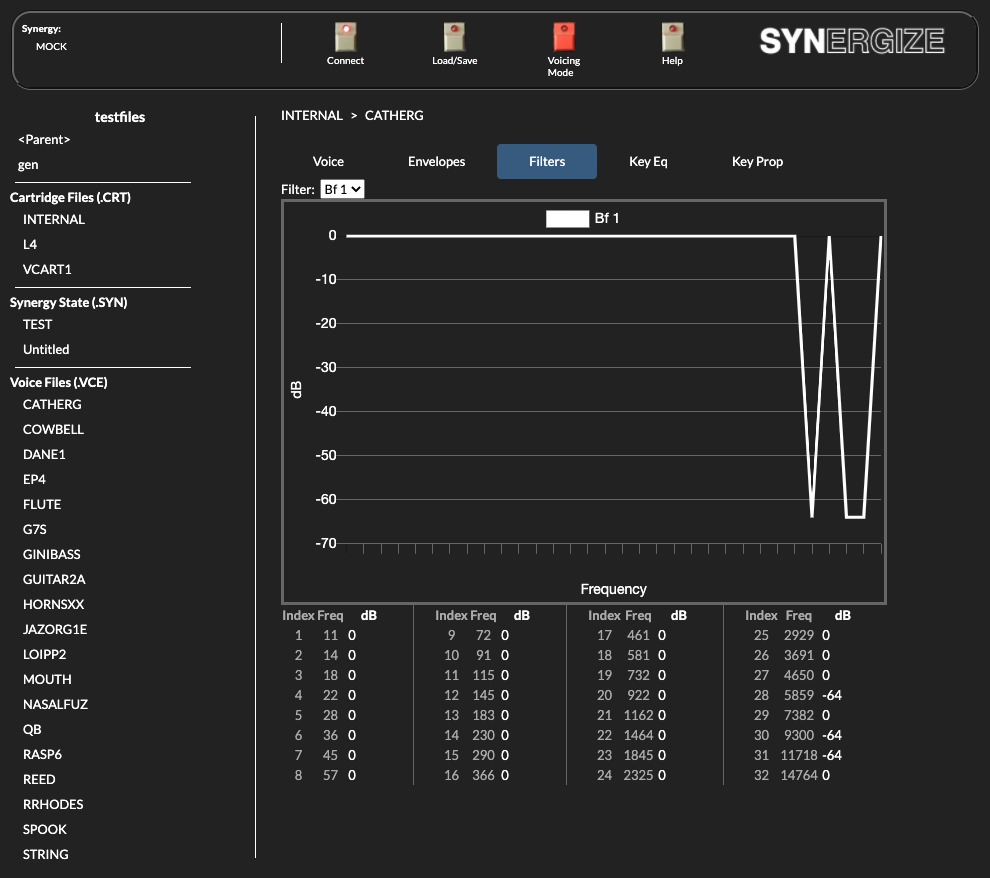 Synergy:
MOCK
Connect
Load/Save
Voicing
Mode
Help
SYNERGIZE
testfiles
<Parent>
gen
Cartridge Files (.CRT)
INTERNAL
L4
VCART1
Synergy State (.SYN)
TEST
Untitled
Voice Files (.VCE)
CATHERG
COWBELL
DANE1
EP4
FLUTE
G7S
GINIBASS
GUITAR2A
HORNSXX
JAZORG1E
LOIPP2
MOUTH
NASALFUZ
QB
RASP6
REED
RRHODES
SPOOK
STRING
INTERNAL > CATHERG
Voice Envelopes Filters Key Eq Key Prop
Filter: Bf 1
Bf 1
0
-10
-20
-30
-40
-50
-60
-70
dB
Frequency
Index Freq dB Index Freq dB Index Freq dB Index Freq dB
1 11 0 9 72 0 17 461 0 25 2929 0
2 14 0 10 91 0 18 581 0 26 3691 0
3 18 0 11 115 0 19 732 0 27 4650 0
4 22 0 12 145 0 20 922 0 28 5859 -64
5 28 0 13 183 0 21 1162 0 29 7382 0
6 36 0 14 230 0 22 1464 0 30 9300 -64
7 45 0 15 290 0 23 1845 0 31 11718 -64
8 57 0 16 366 0 24 2325 0 32 14764 0